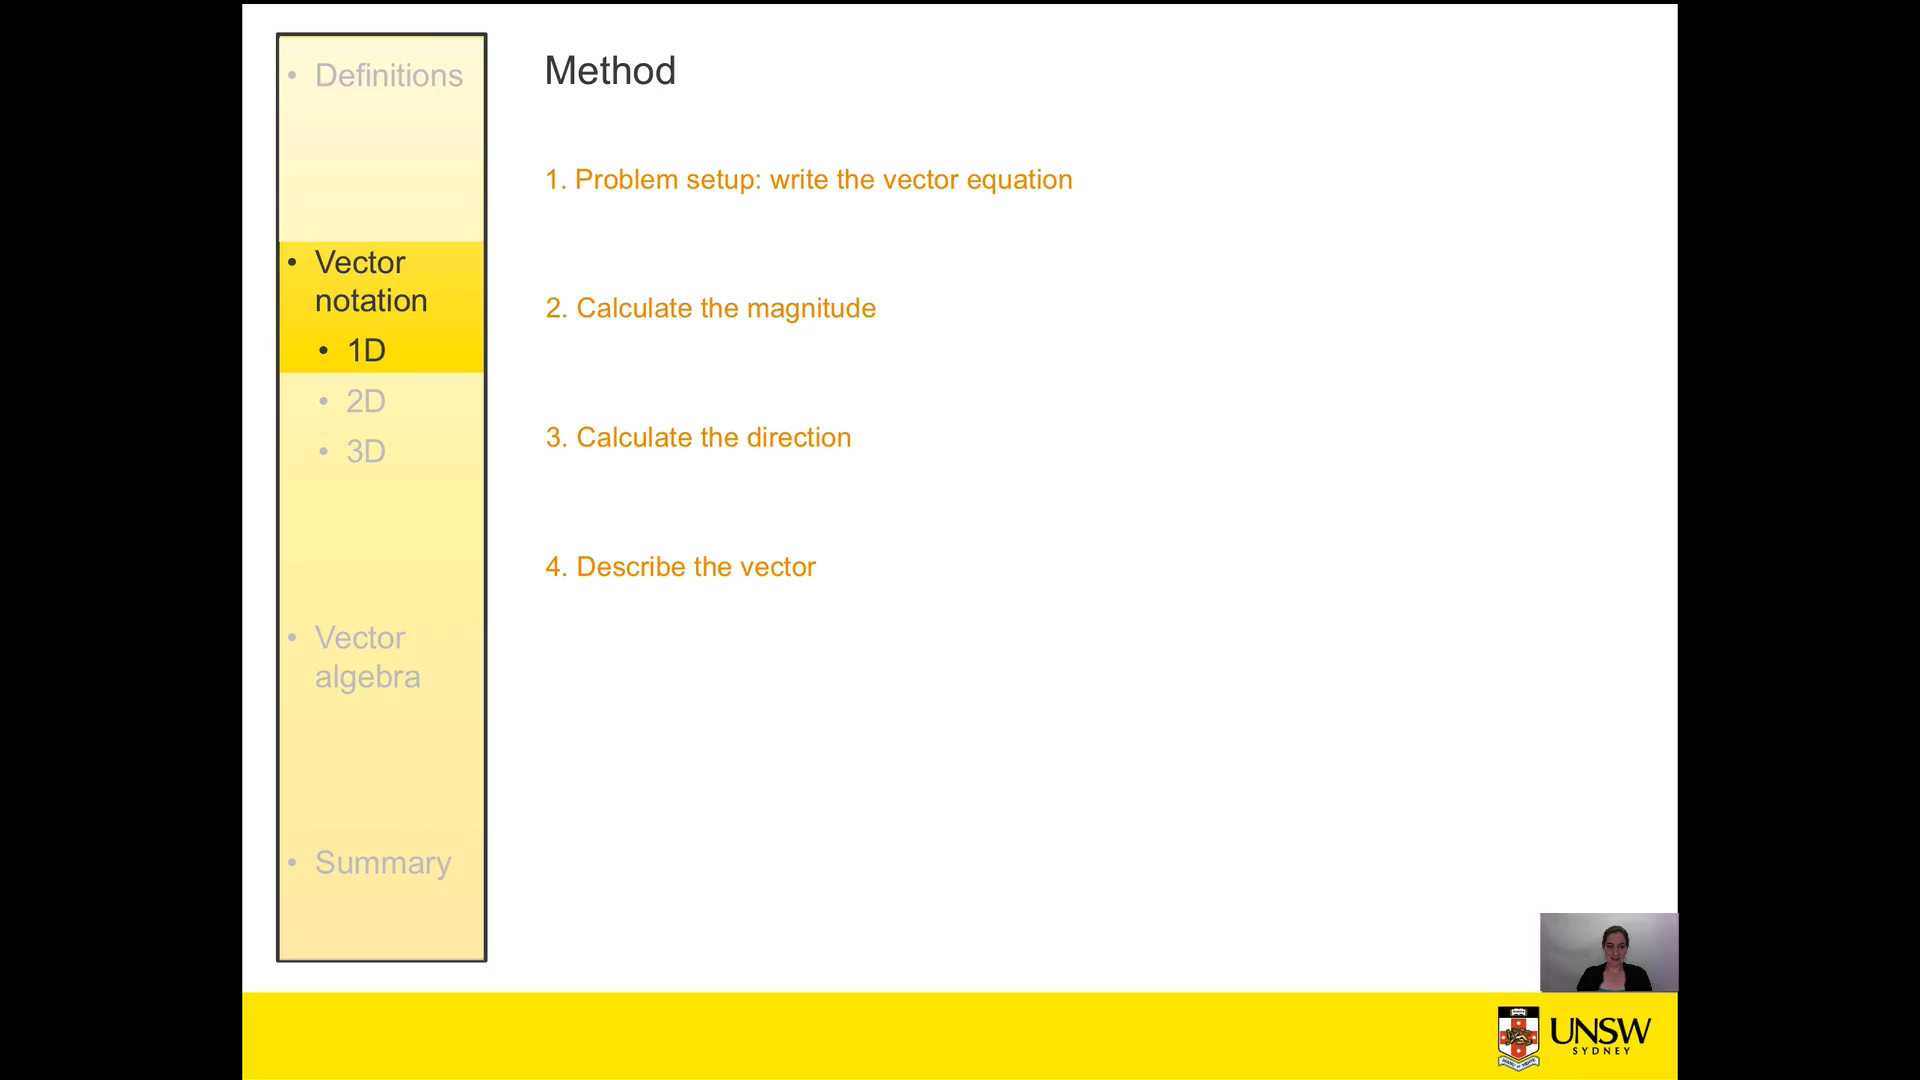 • Definitions
• Vector
notation
• 1D
• 2D
• 3D
• Vector
algebra
• Summary
Method
1. Problem setup: write the vector equation
2. Calculate the magnitude
3. Calculate the direction
4. Describe the vector
UNSW
SYDNEY